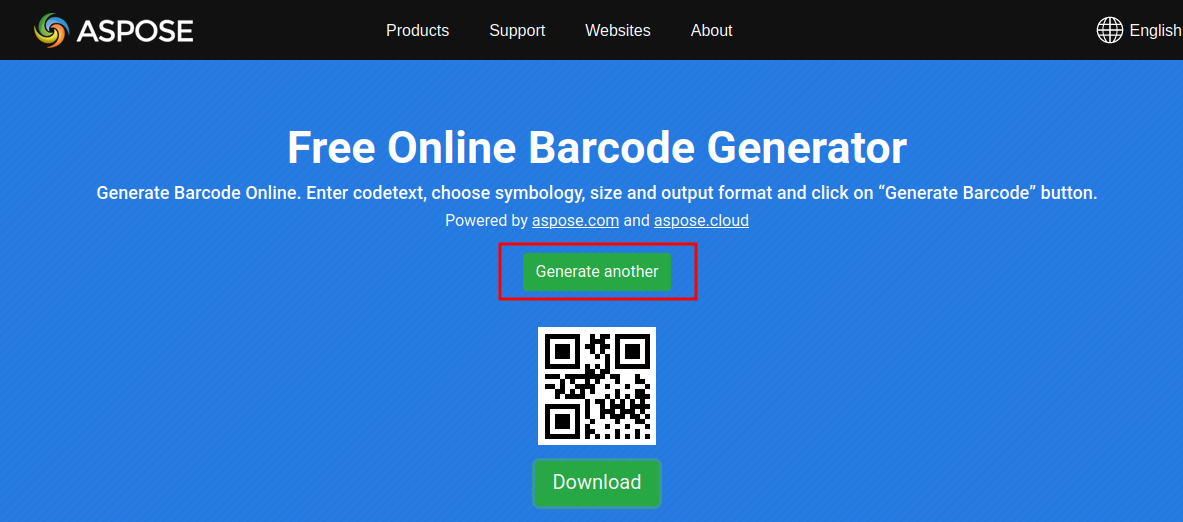 ASPOSE
Products Support Websites About English
Free Online Barcode Generator
Generate Barcode Online. Enter codetext, choose symbology, size and output format and click on “Generate Barcode” button.
Powered by aspose.com and aspose.cloud
Generate another
Download